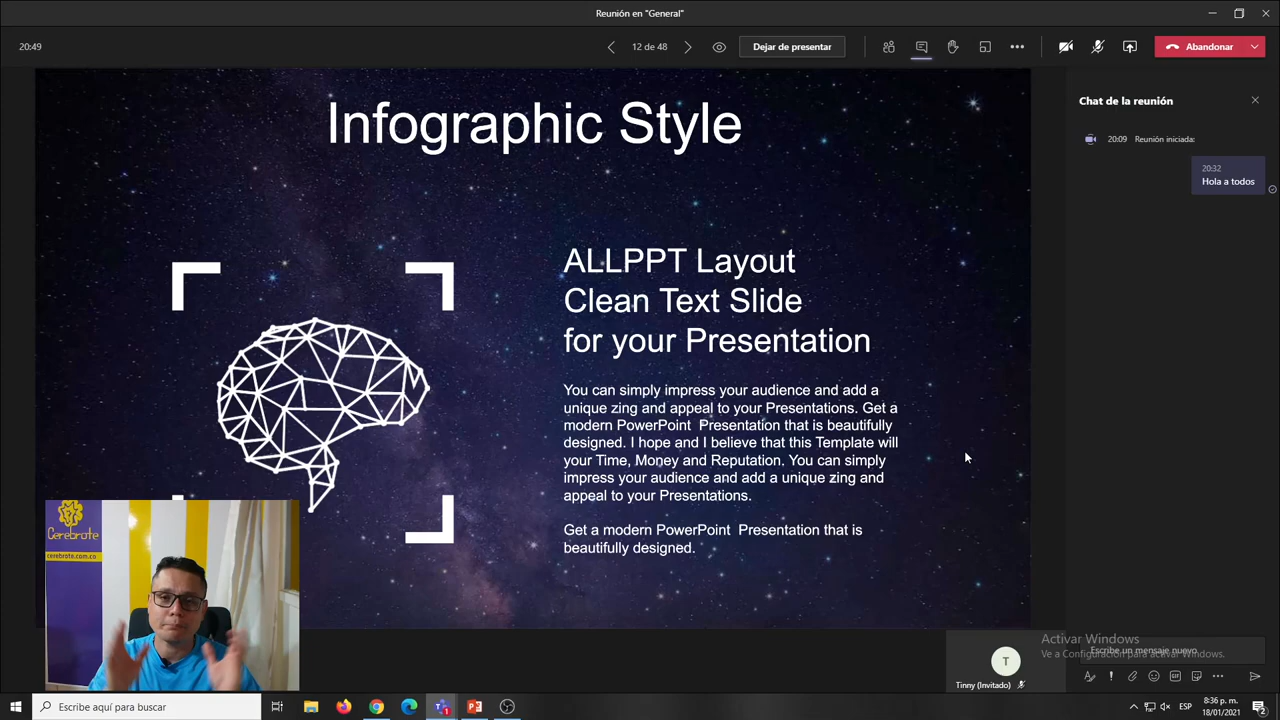 Reunión en "General"
20:49
12 de 48
Dejar de presentar
Abandonar
Infographic Style
Chat de la reunión
20:09 Reunión iniciada:
20:32
Hola a todos
ALLPPT Layout
Clean Text Slide
for your Presentation
You can simply impress your audience and add a
unique zing and appeal to your Presentations. Get a
modern PowerPoint Presentation that is beautifully
designed. I hope and I believe that this Template will
your Time, Money and Reputation. You can simply
impress your audience and add a unique zing and
appeal to your Presentations.
Get a modern PowerPoint Presentation that is
beautifully designed.
Cerebrote
cerebrote.com.co
T
Tinny (Invitado)
Activar Windows
Escribe un mensaje nuevo
Ve a Configuración para activar Windows.
Escribe aquí para buscar
ESP
8:36 p. m.
18/01/2021
2